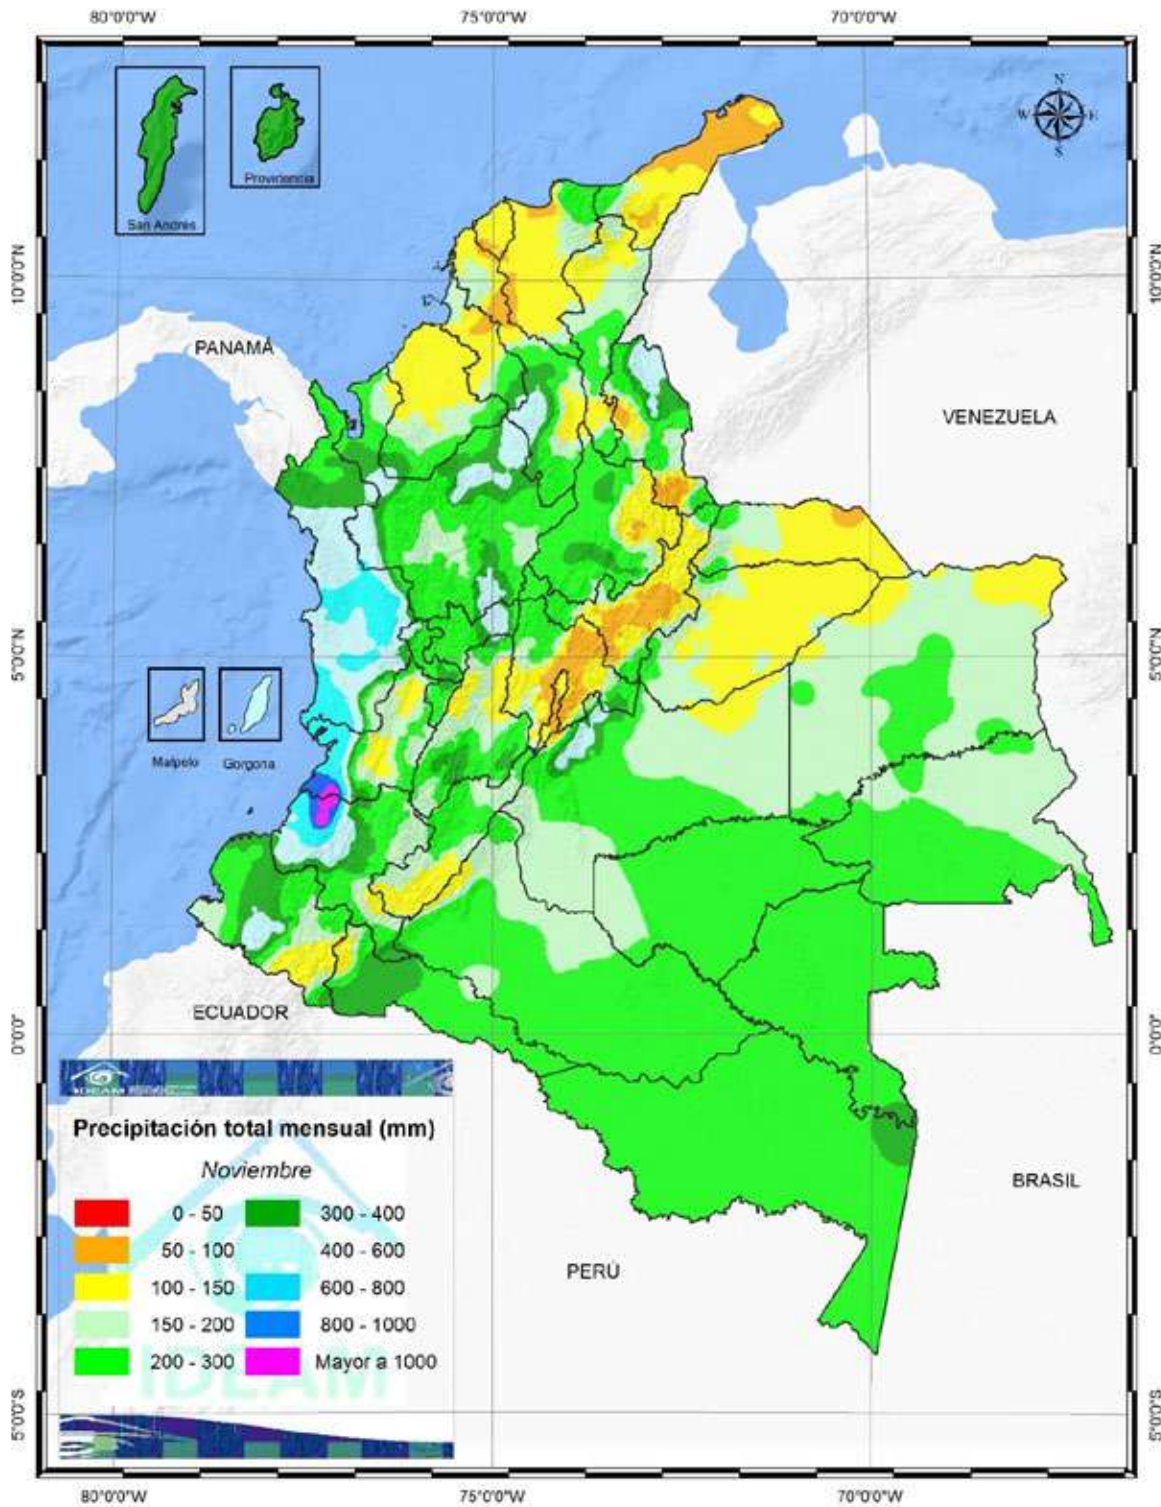 80°0'0"W 75°0'0"W 70°0'0"W
N
W E
S
San Andrés
Providencia
10°0'0"N 10°0'0"N
PANAMÁ
VENEZUELA
5°0'0"N 5°0'0"N
Malpelo Gorgona
ECUADOR
0°0'0" 0°0'0"
IDEAM
Precipitación total mensual (mm)
Noviembre
0 - 50 300 - 400
50 - 100 400 - 600
100 - 150 600 - 800
150 - 200 800 - 1000
200 - 300 Mayor a 1000
IDEAM
BRASIL
PERÚ
5°0'0"S 5°0'0"S
80°0'0"W 75°0'0"W 70°0'0"W